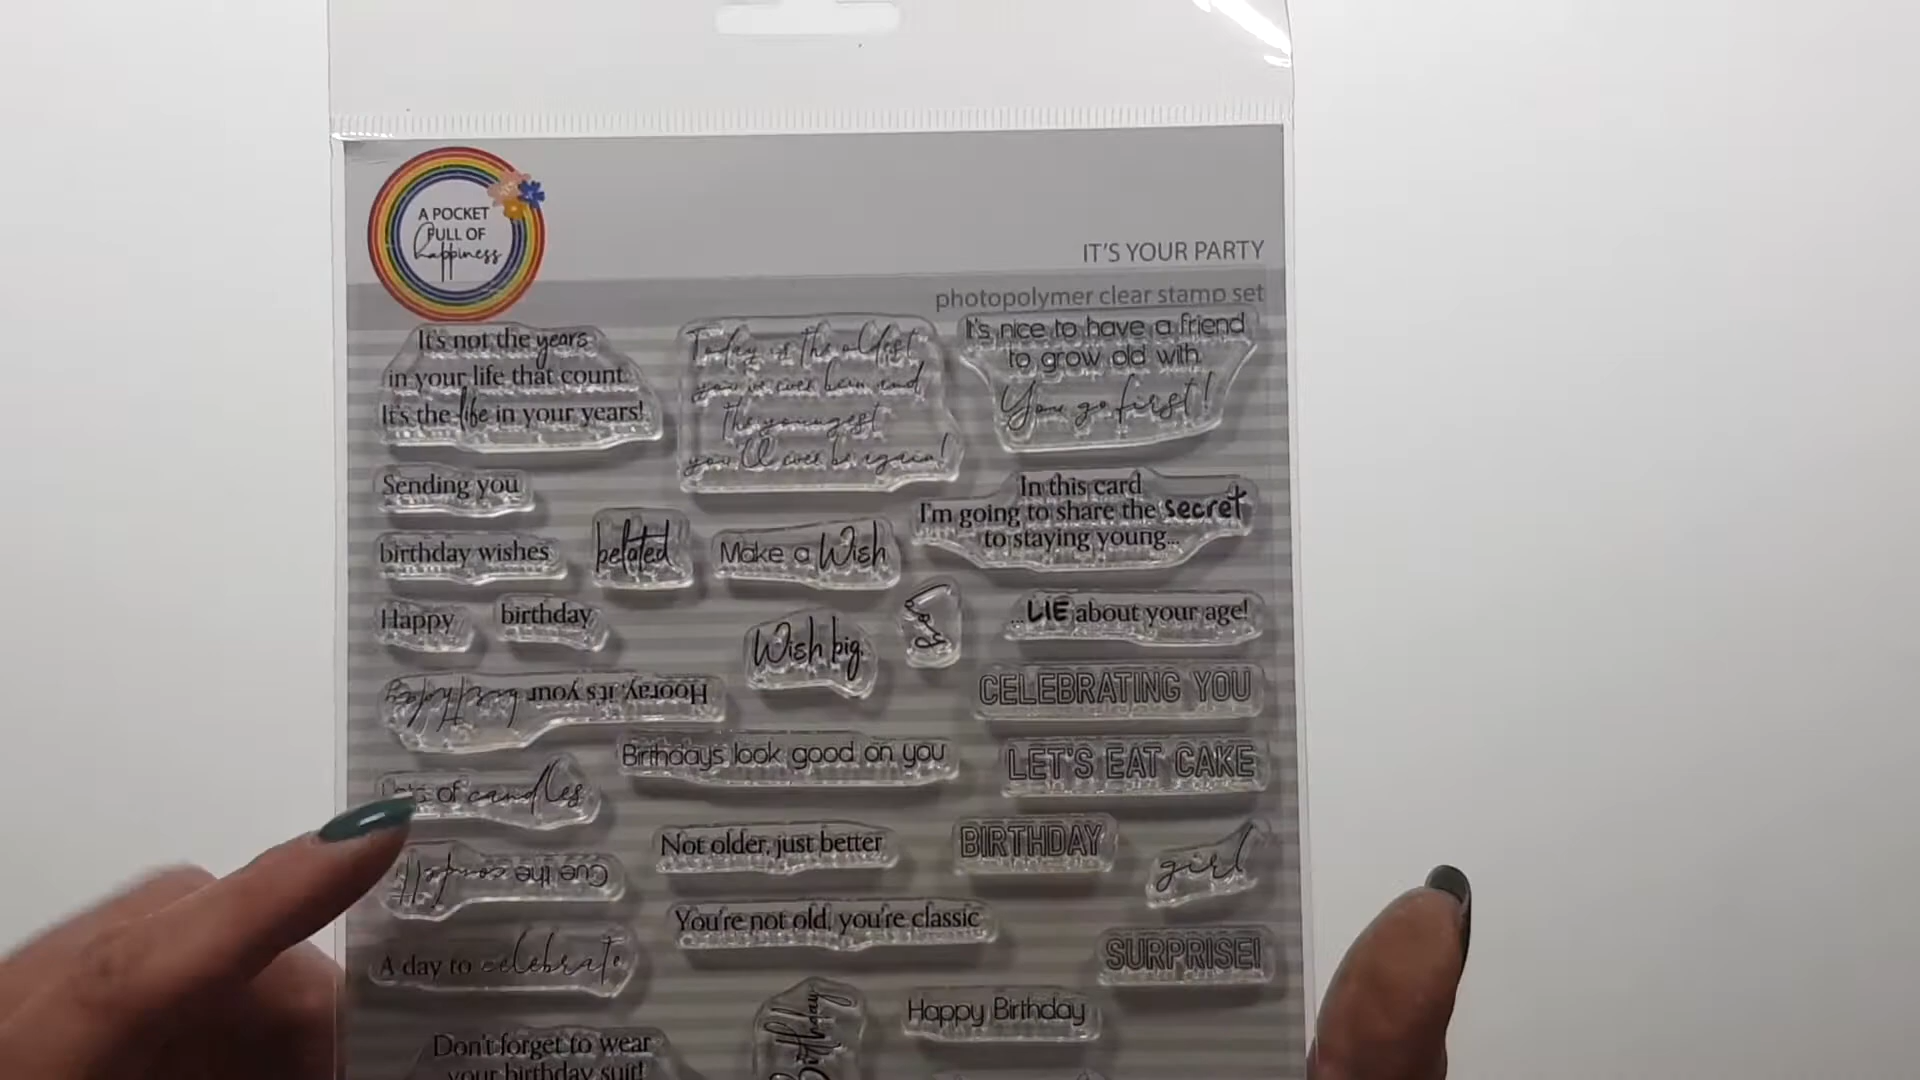 A POCKET
FULL OF
happiness
IT'S YOUR PARTY
photopolymer clear stamp set
It's not the years
in your life that count.
It's the life in your years!
Today is the oldest
you've ever been and
the youngest
you'll ever be again!
It's nice to have a friend
to grow old with.
You go first!
Sending you
birthday wishes
belated
Make a Wish
In this card
I'm going to share the secret
to staying young...
Happy
birthday
Wish big.
boy
...LIE about your age!
Hooray, it's your birthday
CELEBRATING YOU
Birthdays look good on you
LET'S EAT CAKE
of candles
Not older, just better
BIRTHDAY
girl
Cue the confetti
You're not old, you're classic
A day to celebrate
SURPRISE!
Birthday
Happy Birthday
Don't forget to wear
your birthday suit!